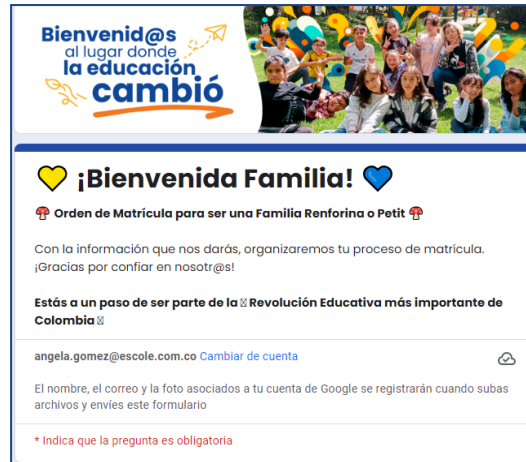 Bienvenid@s
al lugar donde
la educación
cambió
💛 ¡Bienvenida Familia! 💙
🍄 Orden de Matrícula para ser una Familia Renforina o Petit 🍄
Con la información que nos darás, organizaremos tu proceso de matrícula.
¡Gracias por confiar en nosotr@s!
Estás a un paso de ser parte de la Revolución Educativa más importante de
Colombia
angela.gomez@escole.com.co Cambiar de cuenta
El nombre, el correo y la foto asociados a tu cuenta de Google se registrarán cuando subas
archivos y envíes este formulario
* Indica que la pregunta es obligatoria